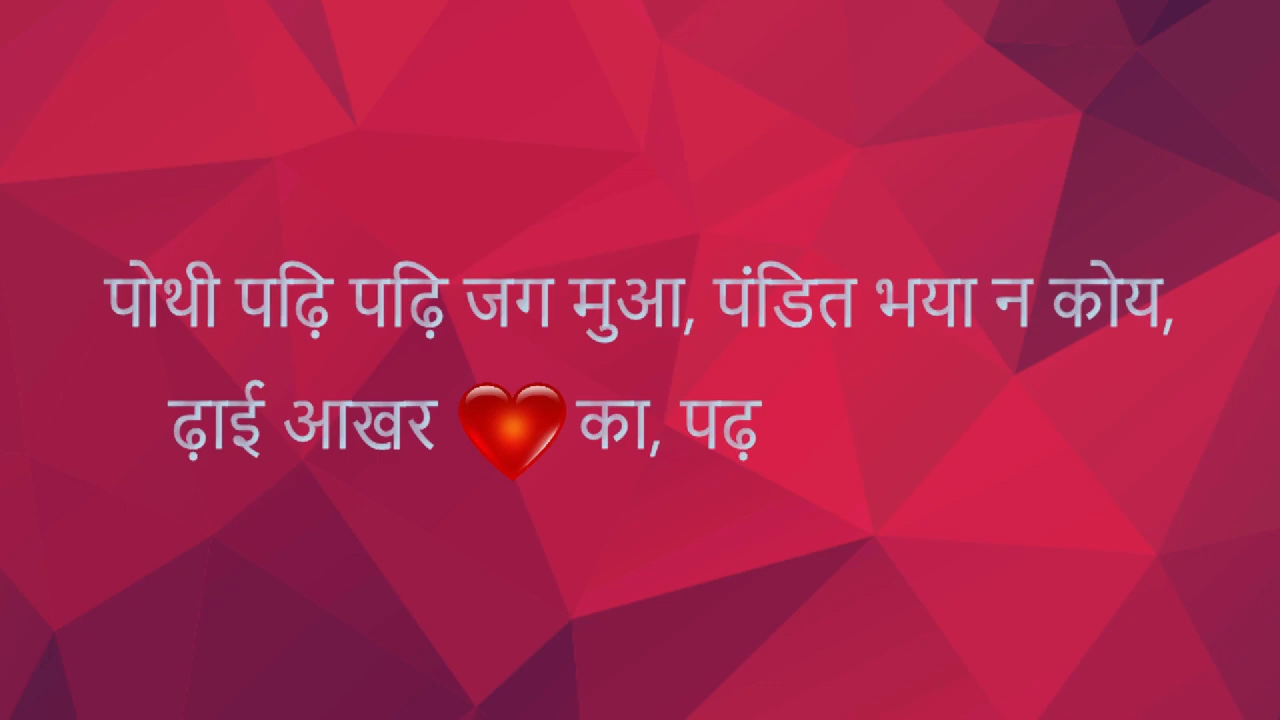 पोथी पढ़ि पढ़ि जग मुआ, पंडित भया न कोय,
ढ़ाई आखर ❤ का, पढ़